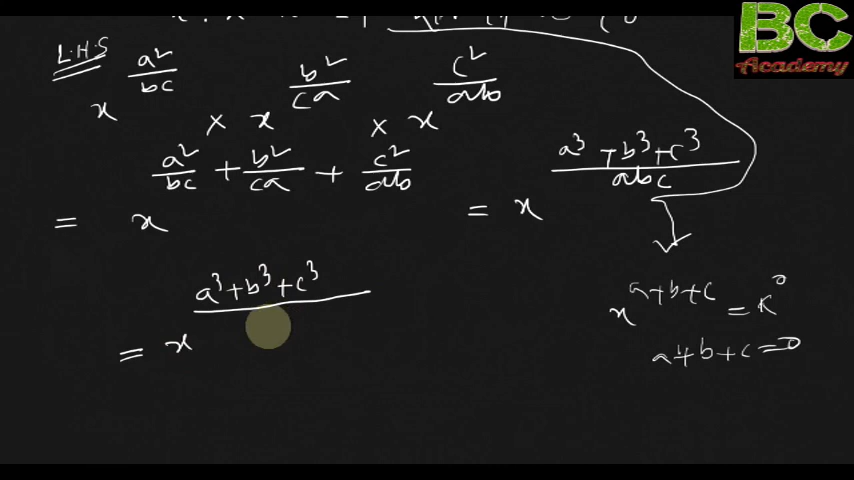 BC
Academy
L.H.S
x^(a²/bc) × x^(b²/ca) × x^(c²/ab)
= x^(a²/bc + b²/ca + c²/ab) = x^((a³+b³+c³)/abc)
= x^(a³+b³+c³)
x^(a+b+c) = x⁰
a+b+c=0